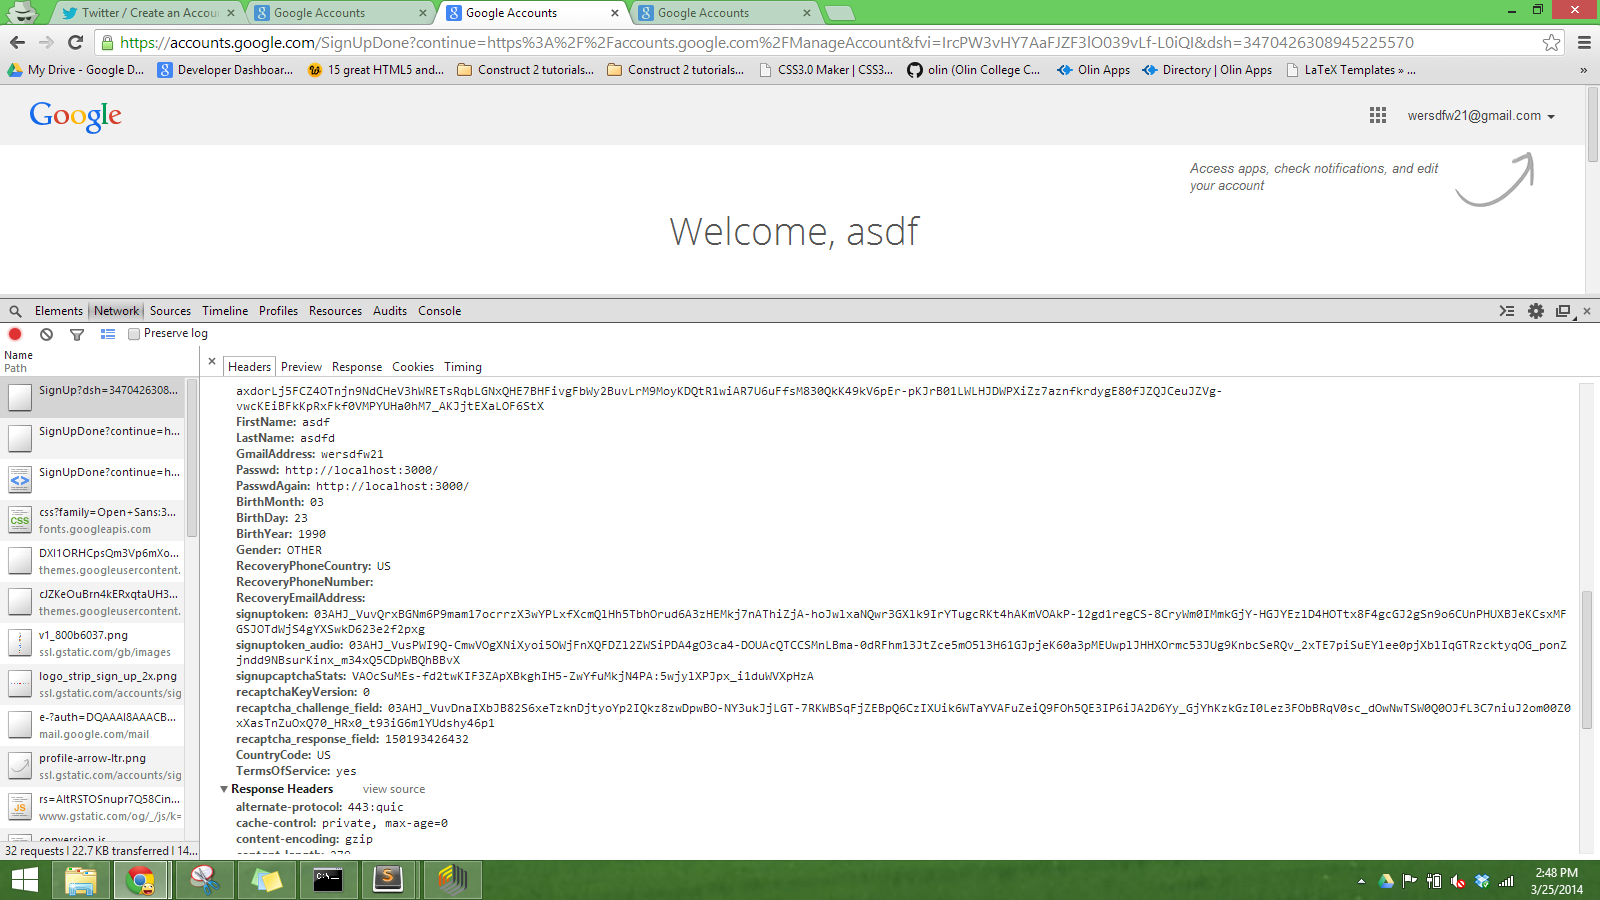 Twitter / Create an Accou
Google Accounts
Google Accounts
Google Accounts
https://accounts.google.com/SignUpDone?continue=https%3A%2F%2Faccounts.google.com%2FManageAccount&fvi=IrcPW3vHY7AaFJZF3lO039vLf-L0iQI&dsh=3470426308945225570
My Drive - Google D...
Developer Dashboar...
15 great HTML5 and...
Construct 2 tutorials...
Construct 2 tutorials...
CSS3.0 Maker | CSS3...
olin (Olin College C...
Olin Apps
Directory | Olin Apps
LaTeX Templates » ...
»
Google
wersdfw21@gmail.com
Access apps, check notifications, and edit
your account
Welcome, asdf
Elements Network Sources Timeline Profiles Resources Audits Console
Preserve log
Name
Path
Headers Preview Response Cookies Timing
SignUp?dsh=3470426308...
SignUpDone?continue=h...
SignUpDone?continue=h...
css?family=Open+Sans:3...
fonts.googleapis.com
DXI1ORHCpsQm3Vp6mXo...
themes.googleusercontent.
cJZKeOuBrn4kERxqtaUH3...
themes.googleusercontent.
v1_800b6037.png
ssl.gstatic.com/gb/images
logo_strip_sign_up_2x.png
ssl.gstatic.com/accounts/sig
e-?auth=DQAAAI8AAACB...
mail.google.com/mail
profile-arrow-ltr.png
ssl.gstatic.com/accounts/sig
rs=AItRSTOSnupr7Q58Cin...
www.gstatic.com/og/_/js/k=
conversion.js
32 requests | 22.7 KB transferred | 14...
axdorLj5FCZ4OTnjn9NdCHeV3hWRETsRqbLGNxQHE7BHFivgFbWy2BuvLrM9MoyKDQtR1wiAR7U6uFfsM830QkK49kV6pEr-pKJrB01LWLHJDWPXiZz7aznfkrdygE80fJZQJCeuJZVg-
vwcKEiBFkKpRxFkf0VMPYUHa0hM7_AKJjtEXaLOF6StX
FirstName: asdf
LastName: asdfd
GmailAddress: wersdfw21
Passwd: http://localhost:3000/
PasswdAgain: http://localhost:3000/
BirthMonth: 03
BirthDay: 23
BirthYear: 1990
Gender: OTHER
RecoveryPhoneCountry: US
RecoveryPhoneNumber:
RecoveryEmailAddress:
signuptoken: 03AHJ_VuvQrxBGNm6P9mam17ocrrzX3wYPLxfXcmQlHh5TbhOrud6A3zHEMkj7nAThiZjA-hoJwlxaNQwr3GXlk9IrYTugcRKt4hAKmVOAkP-12gd1regCS-8CryWm0IMmkGjY-HGJYEzlD4HOTtx8F4gcGJ2gSn9o6CUnPHUXBJeKCsxMF
GSJOTdWjS4gYXSwkD623e2f2pxg
signuptoken_audio: 03AHJ_VusPWI9Q-CmwVOgXNiXyoi5OWjFnXQFDZl2ZWSiPDA4gO3ca4-DOUAcQTCCSMnLBma-0dRFhm13JtZce5mO5l3H61GJpjeK60a3pMEUwplJHHXOrmc53JUg9KnbcSeRQv_2xTE7piSuEYlee0pjXblIqGTRzcktyqOG_ponZ
jndd9NBsurKinx_m34xQ5CDpWBQhBBvX
signupcaptchaStats: VAOcSuMEs-fd2twKIF3ZApXBkghIH5-ZwYfuMkjN4PA:5wjylXPJpx_i1duWVXpHzA
recaptchaKeyVersion: 0
recaptcha_challenge_field: 03AHJ_VuvDnaIXbJB82S6xeTzknDjtyoYp2IQkz8zwDpwBO-NY3ukJjLGT-7RKWBSqFjZEBpQ6CzIXUik6WTaYVAFuZeiQ9FOh5QE3IP6iJA2D6Yy_GjYhKzkGzI0Lez3FObBRqV0sc_dOwNwTSW0Q0OJfL3C7niuJ2om00Z0
xXasTnZuOxQ70_HRx0_t93iG6m1YUdshy46p1
recaptcha_response_field: 150193426432
CountryCode: US
TermsOfService: yes
Response Headers view source
alternate-protocol: 443:quic
cache-control: private, max-age=0
content-encoding: gzip
2:48 PM
3/25/2014